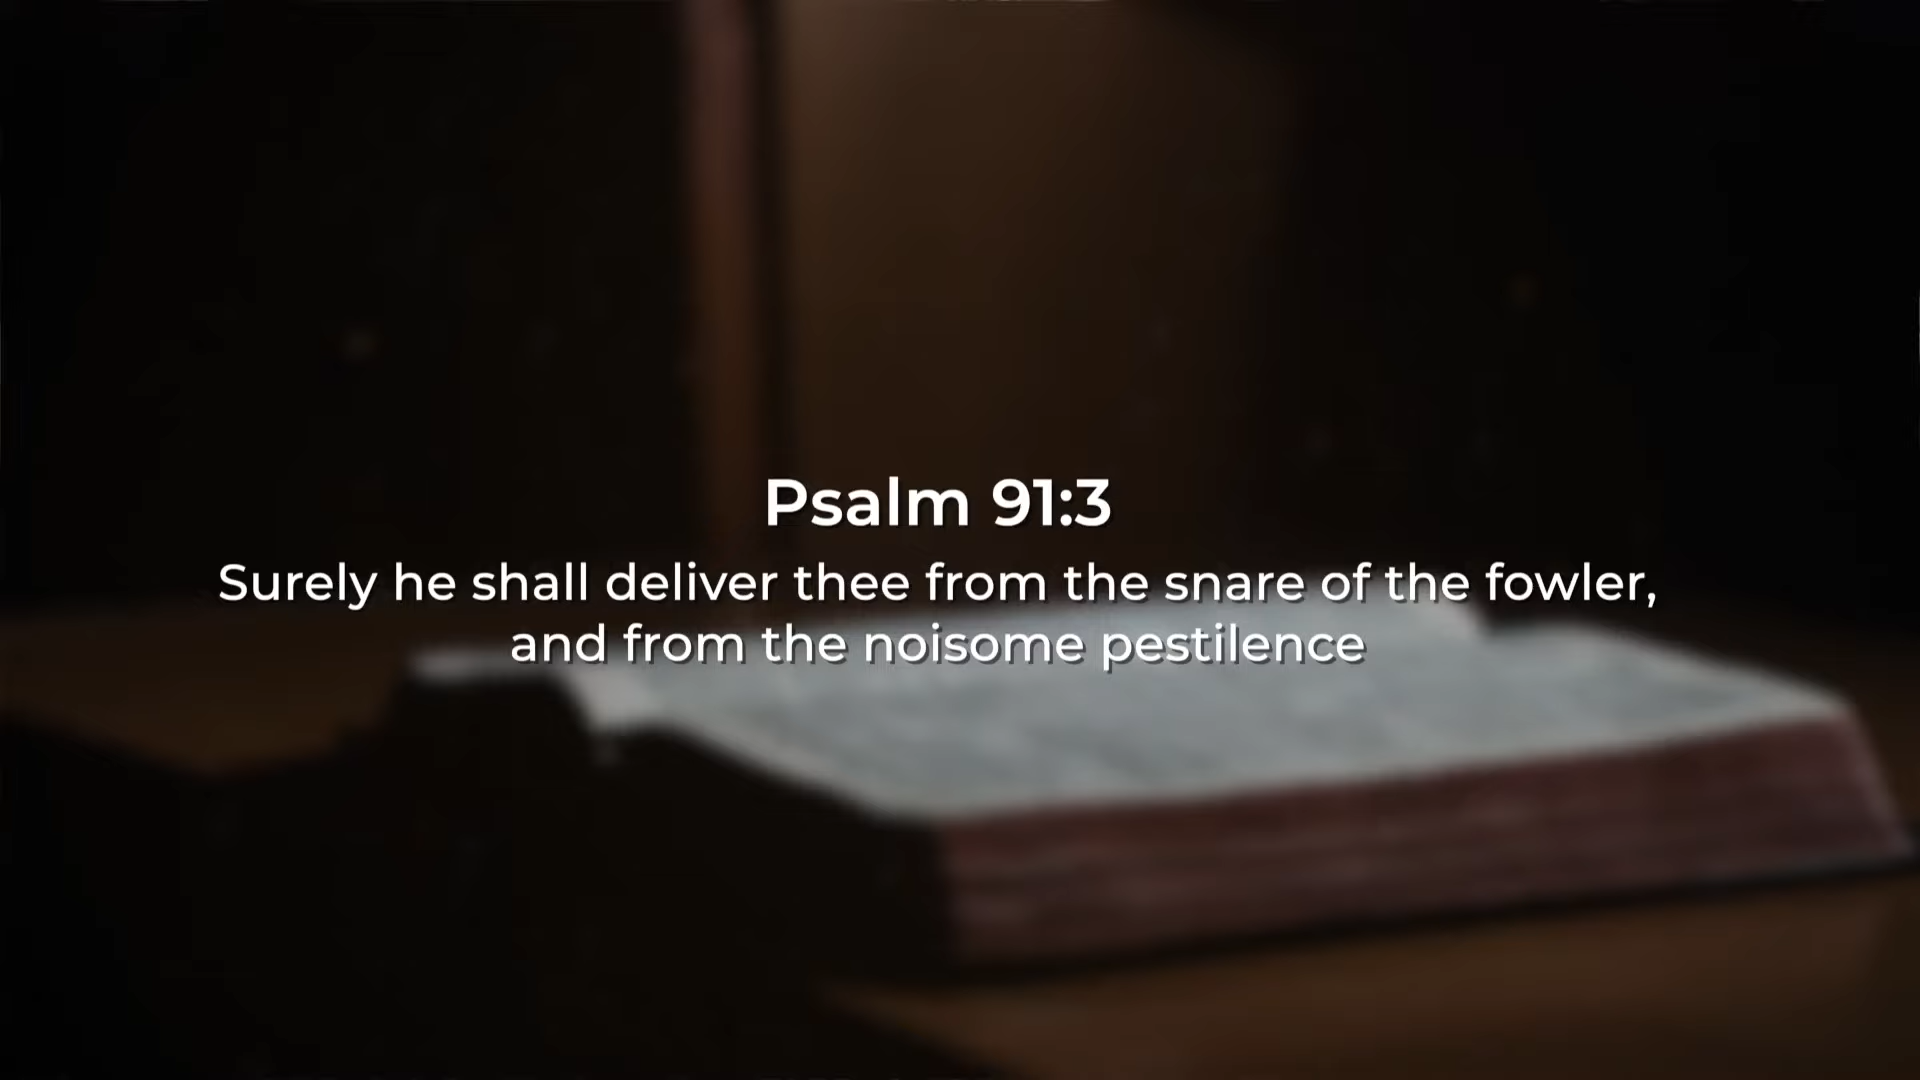 Psalm 91:3
Surely he shall deliver thee from the snare of the fowler,
and from the noisome pestilence